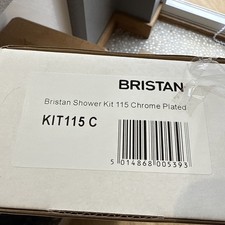 BRISTAN
Bristan Shower Kit 115 Chrome Plated
KIT115 C
5 014868 005393